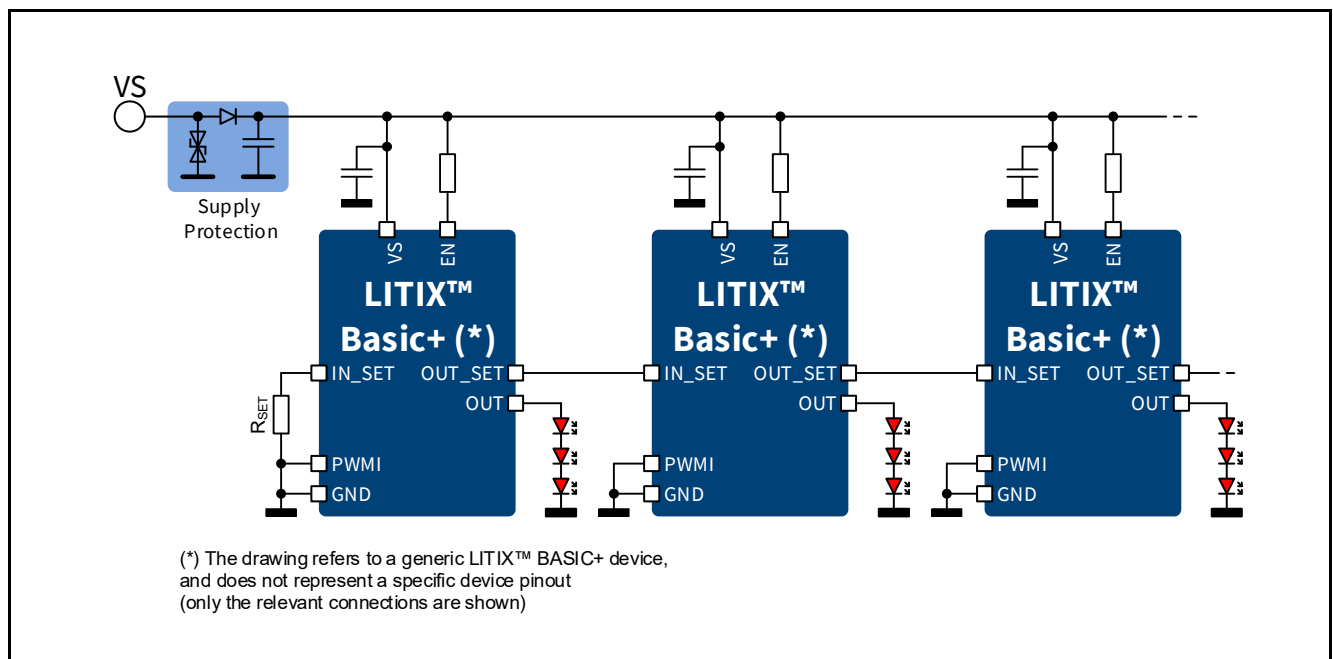 VS
Supply
Protection
VS
EN
LITIX™
Basic+ (*)
IN_SET
OUT_SET
OUT
RSET
PWMI
GND
VS
EN
LITIX™
Basic+ (*)
IN_SET
OUT_SET
OUT
PWMI
GND
VS
EN
LITIX™
Basic+ (*)
IN_SET
OUT_SET
OUT
PWMI
GND
(*) The drawing refers to a generic LITIX™ BASIC+ device,
and does not represent a specific device pinout
(only the relevant connections are shown)